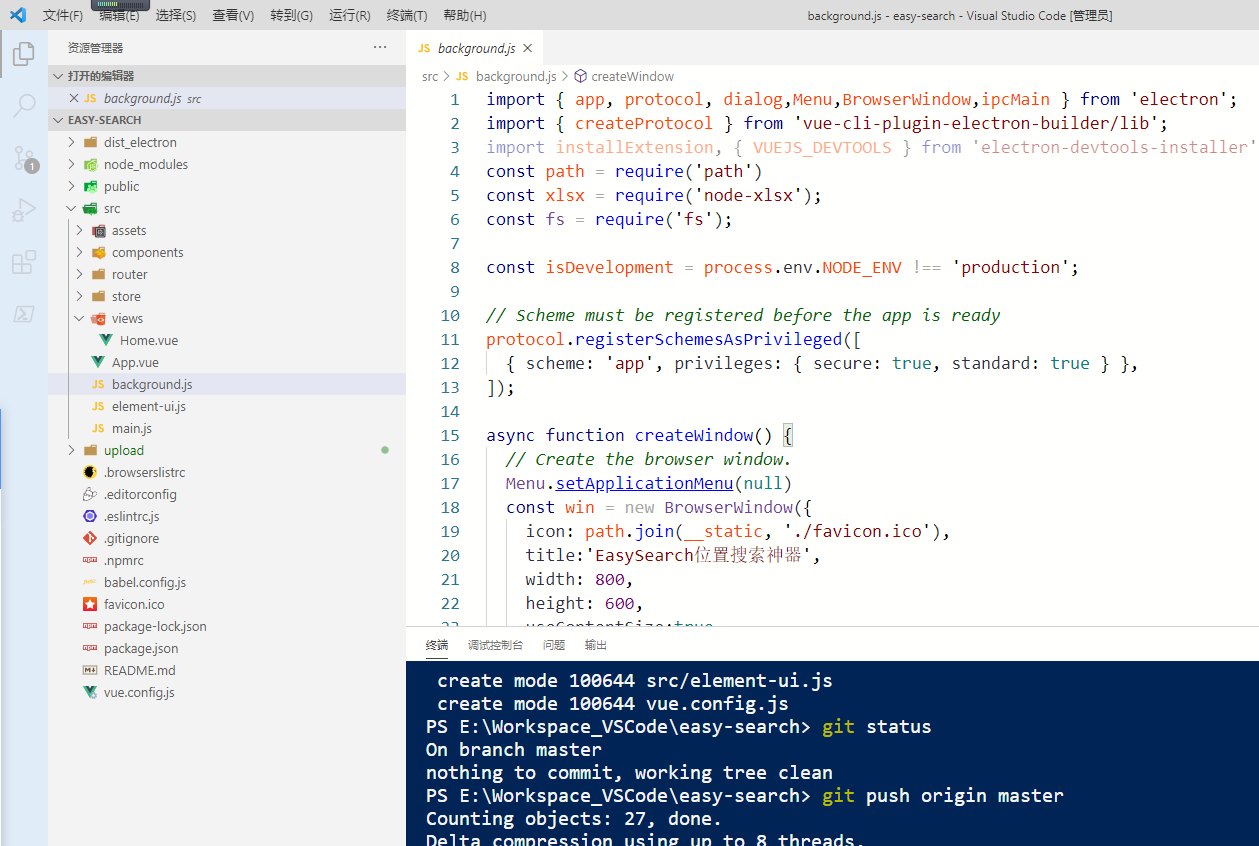 文件(F) 编辑(E) 选择(S) 查看(V) 转到(G) 运行(R) 终端(T) 帮助(H) background.js - easy-search - Visual Studio Code [管理员]
资源管理器 ···
打开的编辑器
JS background.js src
EASY-SEARCH
dist_electron
node_modules
public
src
assets
components
router
store
views
Home.vue
App.vue
JS background.js
JS element-ui.js
JS main.js
upload
.browserslistrc
.editorconfig
.eslintrc.js
.gitignore
.npmrc
babel.config.js
favicon.ico
package-lock.json
package.json
README.md
vue.config.js
1
JS background.js
src > JS background.js > createWindow
1 import { app, protocol, dialog,Menu,BrowserWindow,ipcMain } from 'electron';
2 import { createProtocol } from 'vue-cli-plugin-electron-builder/lib';
3 import installExtension, { VUEJS_DEVTOOLS } from 'electron-devtools-installer'
4 const path = require('path')
5 const xlsx = require('node-xlsx');
6 const fs = require('fs');
7
8 const isDevelopment = process.env.NODE_ENV !== 'production';
9
10 // Scheme must be registered before the app is ready
11 protocol.registerSchemesAsPrivileged([
12 { scheme: 'app', privileges: { secure: true, standard: true } },
13 ]);
14
15 async function createWindow() {
16 // Create the browser window.
17 Menu.setApplicationMenu(null)
18 const win = new BrowserWindow({
19 icon: path.join(__static, './favicon.ico'),
20 title:'EasySearch位置搜索神器',
21 width: 800,
22 height: 600,
23 useContentSize:true
终端 调试控制台 问题 输出
create mode 100644 src/element-ui.js
create mode 100644 vue.config.js
PS E:\Workspace_VSCode\easy-search> git status
On branch master
nothing to commit, working tree clean
PS E:\Workspace_VSCode\easy-search> git push origin master
Counting objects: 27, done.
Delta compression using up to 8 threads.